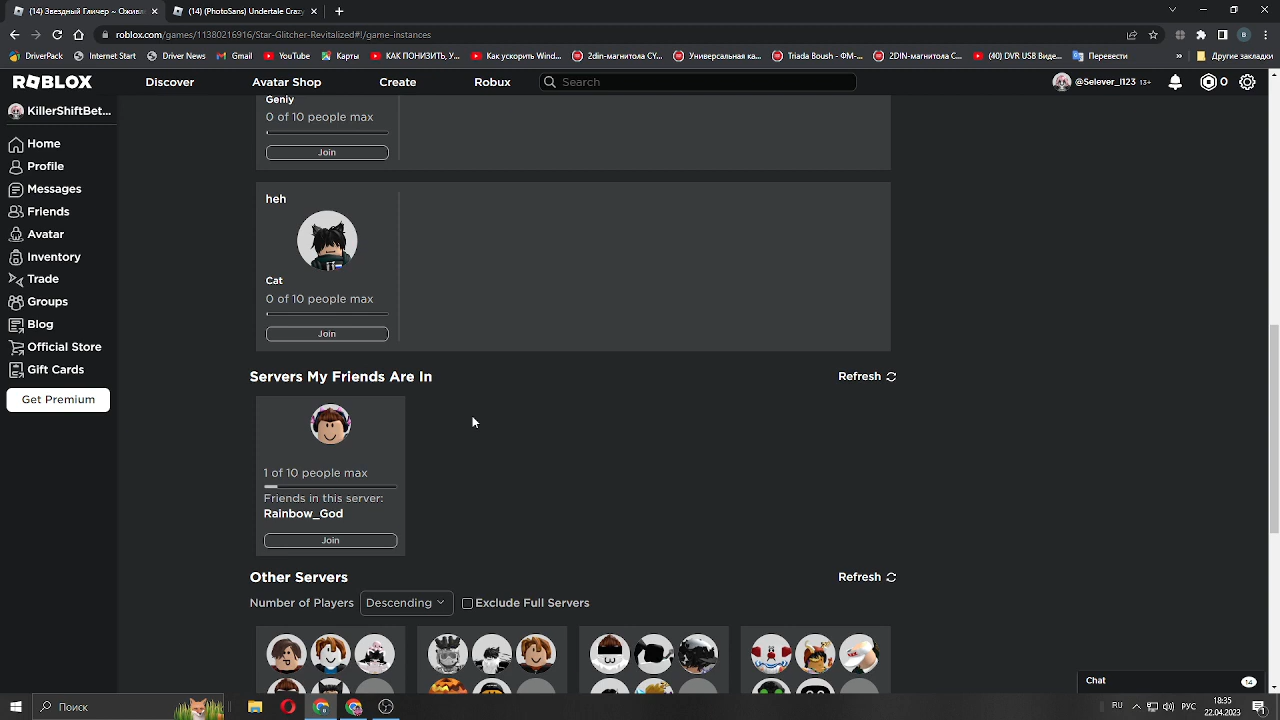 (14) Звёздный Глитчер ~ Ожив
(14) (PhotoSans) Undertale Crazy
roblox.com/games/11380216916/Star-Glitcher-Revitalized#!/game-instances
B
DriverPack
Internet Start
Driver News
Gmail
YouTube
Карты
КАК ПОНИЗИТЬ У...
Как ускорить Wind...
2din-магнитола CY...
Универсальная ка...
Triada Boush - ФМ-...
2DIN-магнитола C...
(40) DVR USB Виде...
Перевести
»
Другие закладки
ROBLOX
Discover
Avatar Shop
Create
Robux
Search
@Selever_l123
13+
0
KillerShiftBet...
Home
Profile
Messages
Friends
Avatar
Inventory
Trade
Groups
Blog
Official Store
Gift Cards
Get Premium
Genly
0 of 10 people max
Join
heh
Cat
0 of 10 people max
Join
Servers My Friends Are In
Refresh
1 of 10 people max
Friends in this server:
Rainbow_God
Join
Other Servers
Refresh
Number of Players
Descending
Exclude Full Servers
Chat
14
Поиск
RU
РУС
18:35
22.04.2023